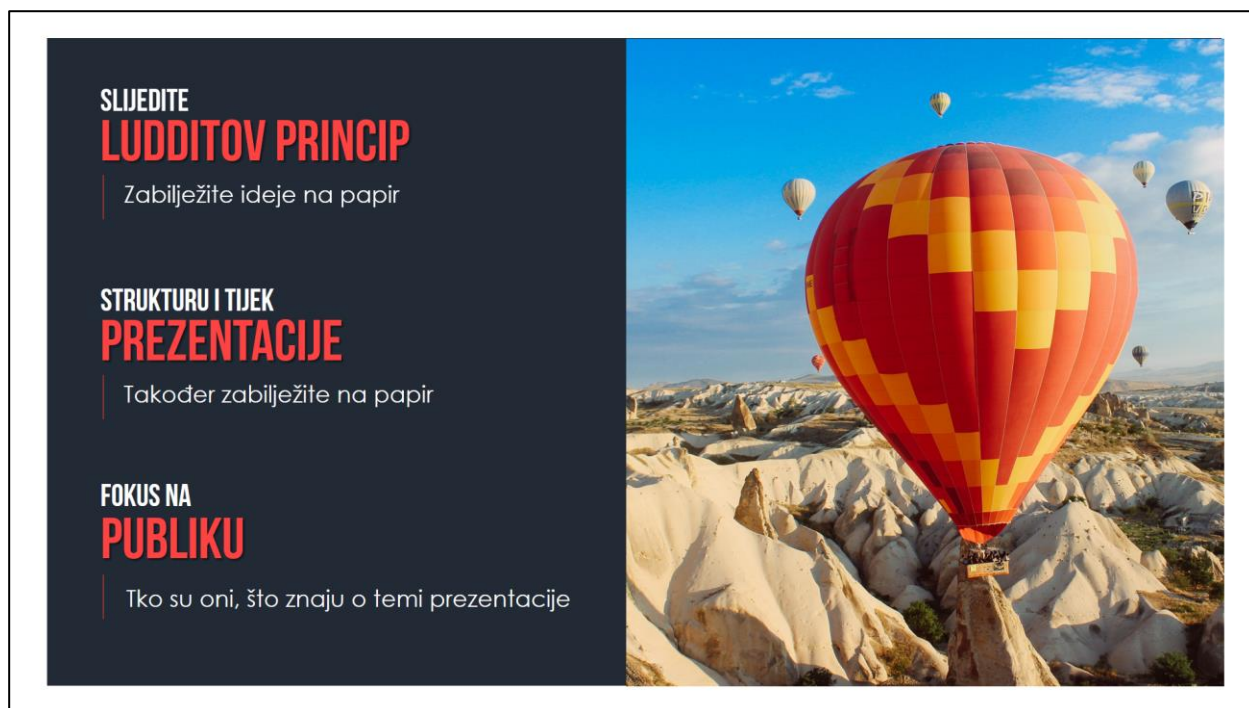 SLIJEDITE
LUDDITOV PRINCIP
Zabilježite ideje na papir
STRUKTURU I TIJEK
PREZENTACIJE
Također zabilježite na papir
FOKUS NA
PUBLIKU
Tko su oni, što znaju o temi prezentacije